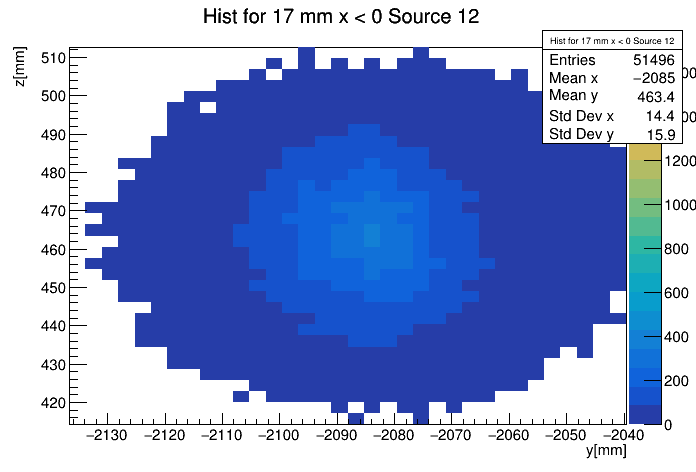 Hist for 17 mm x < 0 Source 12
Hist for 17 mm x < 0 Source 12
Entries 51496
Mean x −2085
Mean y 463.4
Std Dev x 14.4
Std Dev y 15.9
z[mm]
510
500
490
480
470
460
450
440
430
420
1200
1000
800
600
400
200
0
−2130 −2120 −2110 −2100 −2090 −2080 −2070 −2060 −2050 −2040
y[mm]